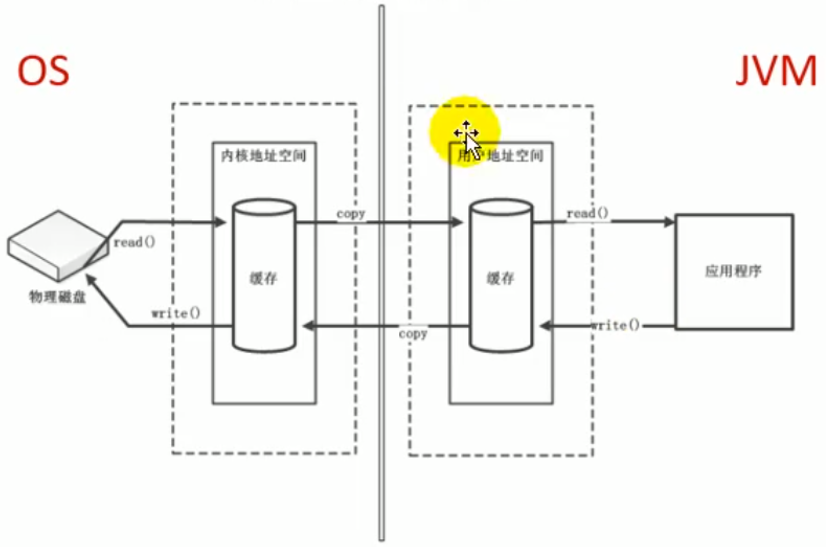 OS
JVM
内核地址空间
用户地址空间
copy
read()
read()
缓存
缓存
应用程序
物理磁盘
write()
copy
write()